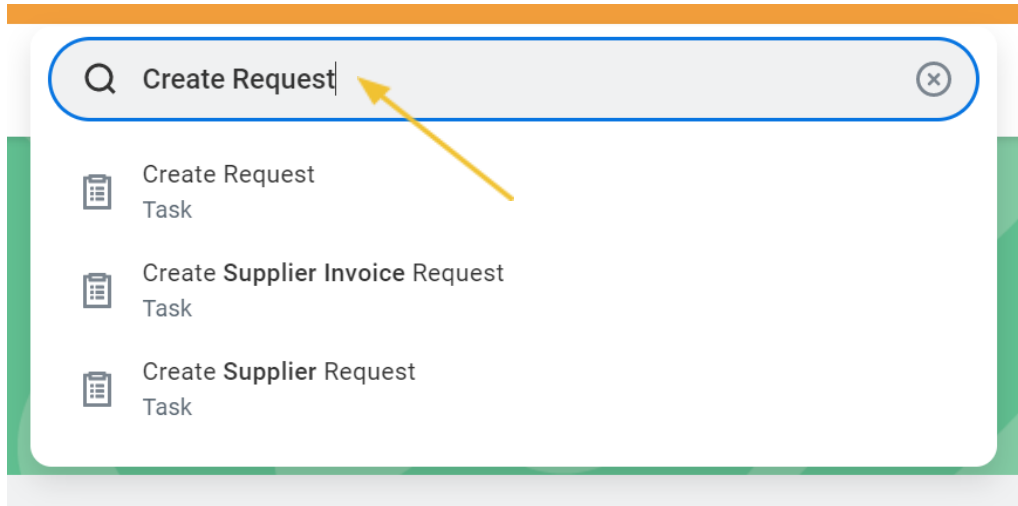 Create Request
Create Request
Task
Create Supplier Invoice Request
Task
Create Supplier Request
Task